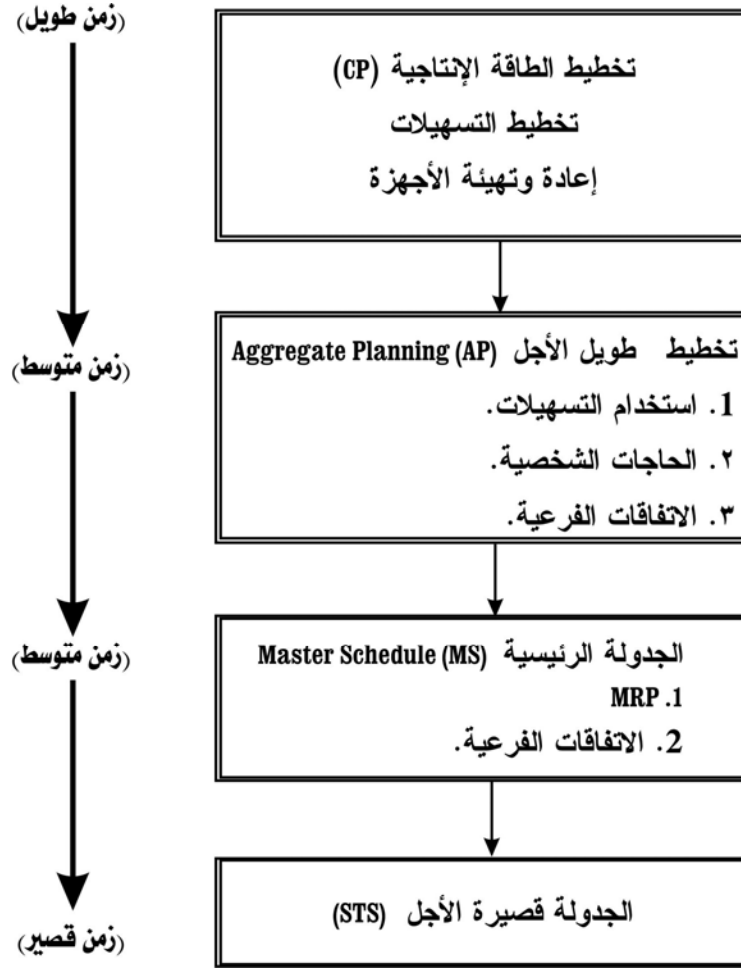 (زمن طويل)
تخطيط الطاقة الإنتاجية (CP)
تخطيط التسهيلات
إعادة وتهيئة الأجهزة
(زمن متوسط)
تخطيط طويل الأجل Aggregate Planning (AP)
1. استخدام التسهيلات.
٢. الحاجات الشخصية.
٣. الاتفاقات الفرعية.
(زمن متوسط)
الجدولة الرئيسية Master Schedule (MS)
1. MRP
2. الاتفاقات الفرعية.
الجدولة قصيرة الأجل (STS)
(زمن قصير)